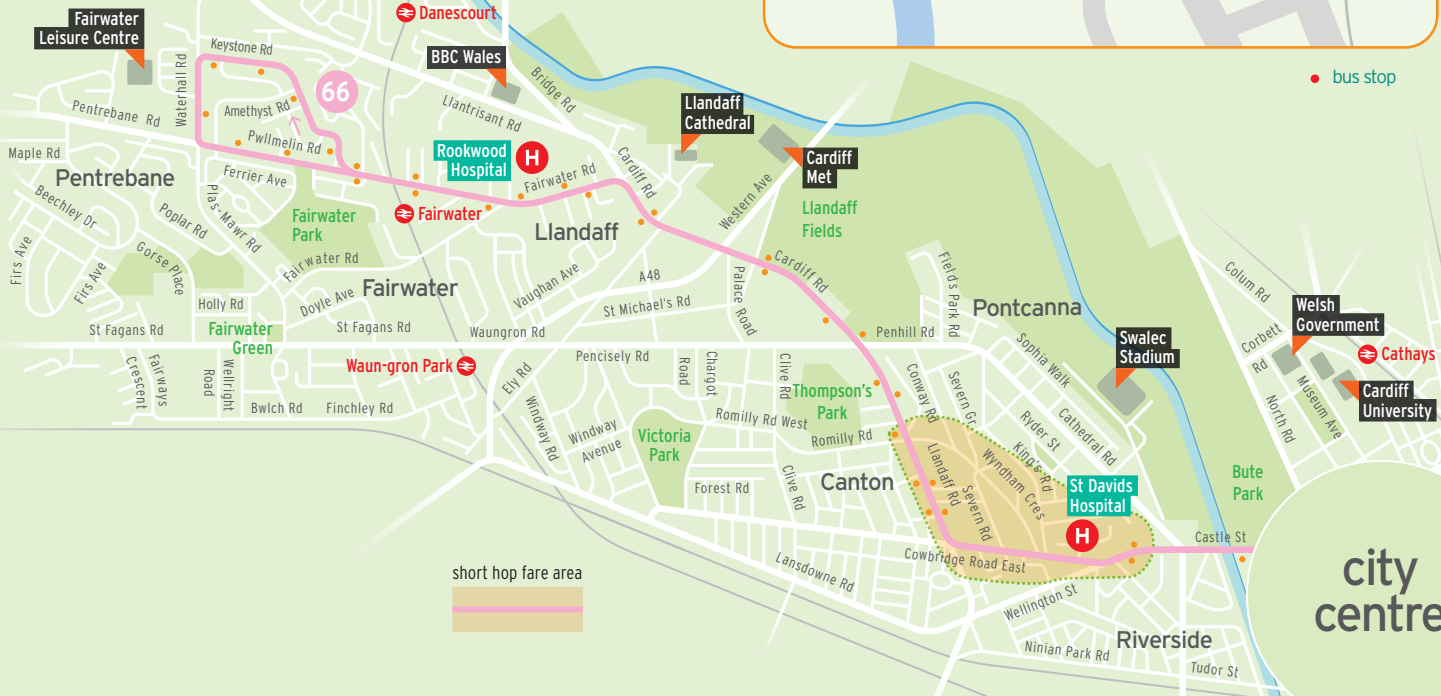 Danescourt
Fairwater
Leisure Centre
Keystone Rd
BBC Wales
Waterhall Rd
Bridge Rd
bus stop
66
Pentrebane Rd
Amethyst Rd
Llantrisant Rd
Llandaff
Cathedral
Pwllmelin Rd
Maple Rd
Rookwood
Hospital
H
Cardiff
Met
Pentrebane
Ferrier Ave
Fairwater Rd
Cardiff Rd
Western Ave
Beechley Dr
Plas-Mawr Rd
Poplar Rd
Fairwater
Park
Fairwater
Llandaff
Llandaff
Fields
Firs Ave
Firs Ave
Gorse Place
Fairwater Rd
Cardiff Rd
Colum Rd
Holly Rd
Doyle Ave
Fairwater
Vaughan Ave
A48
St Michael's Rd
Palace
Road
Fields Park Rd
Pontcanna
Welsh
Government
St Fagans Rd
Fairwater
Green
St Fagans Rd
Waungron Rd
Penhill Rd
Swalec
Stadium
Corbett
Rd
Cathays
Waun-gron Park
Pencisely Rd
Sophia Walk
Crescent
Fairways
Road
Wellright
Ely Rd
Road
Chargot
Clive Rd
Conway Rd
Severn Gr
Museum Ave
Cardiff
University
Bwlch Rd
Finchley Rd
Windway Rd
Windway
Avenue
Victoria
Park
Romilly Rd West
Thompson's
Park
Romilly Rd
Ryder St
Cathedral Rd
North Rd
King's Rd
Llandaff Rd
Wyndham Cres
Severn Rd
Forest Rd
Clive Rd
Canton
St Davids
Hospital
H
Bute
Park
Castle St
Cowbridge Road East
Lansdowne Rd
city
centre
short hop fare area
Wellington St
Riverside
Ninian Park Rd
Tudor St